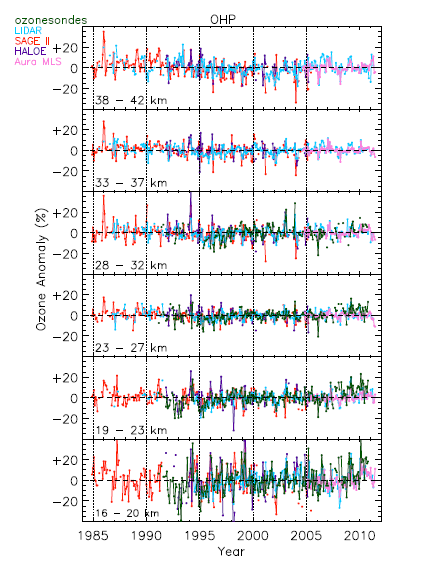 ozonesondes
LIDAR
SAGE II
HALOE
Aura MLS
OHP
Ozone Anomaly (%)
+20
0
−20
38 − 42 km
+20
0
−20
33 − 37 km
+20
0
−20
28 − 32 km
+20
0
−20
23 − 27 km
+20
0
−20
19 − 23 km
+20
0
−20
16 − 20 km
1985 1990 1995 2000 2005 2010
Year